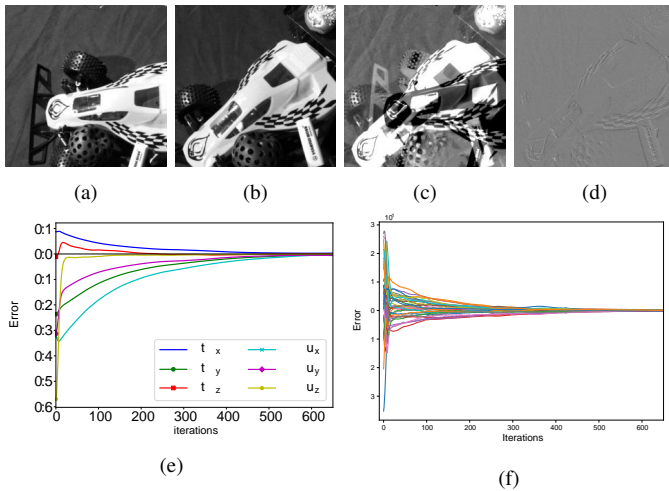 (a) (b) (c) (d)
0:1
0:0
0:1
0:2
0:3
0:4
0:5
0:6
Error
0 100 200 300 400 500 600
iterations
t x
t y
t z
u x
u y
u z
(e)
3
2
1
0
1
2
3
Error
0 100 200 300 400 500 600
Iterations
(f)